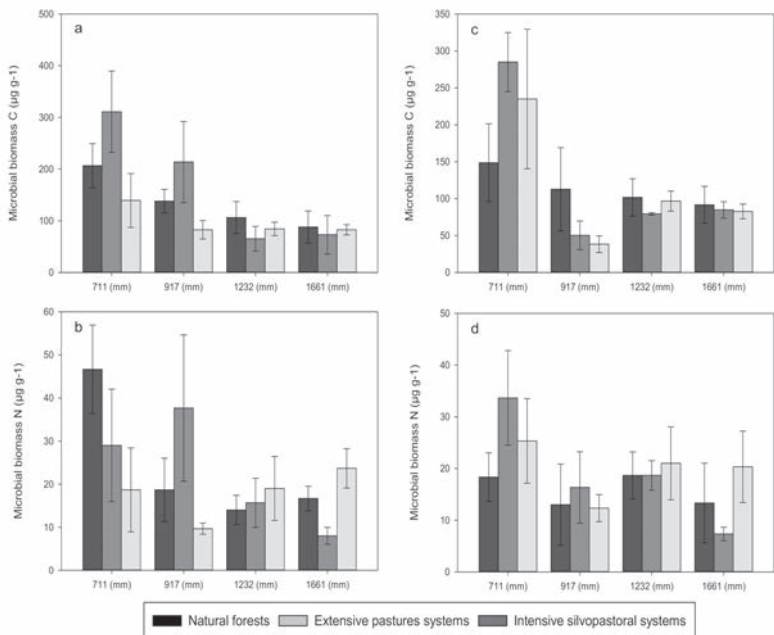 a
Microbial biomass C (µg g-1)
500
400
300
200
100
0
711 (mm) 917 (mm) 1232 (mm) 1661 (mm)
c
Microbial biomass C (µg g-1)
350
300
250
200
150
100
50
0
711 (mm) 917 (mm) 1232 (mm) 1661 (mm)
b
Microbial biomass N (µg g-1)
60
50
40
30
20
10
0
711 (mm) 917 (mm) 1232 (mm) 1661 (mm)
d
Microbial biomass N (µg g-1)
50
40
30
20
10
0
711 (mm) 917 (mm) 1232 (mm) 1661 (mm)
Natural forests Extensive pastures systems Intensive silvopastoral systems